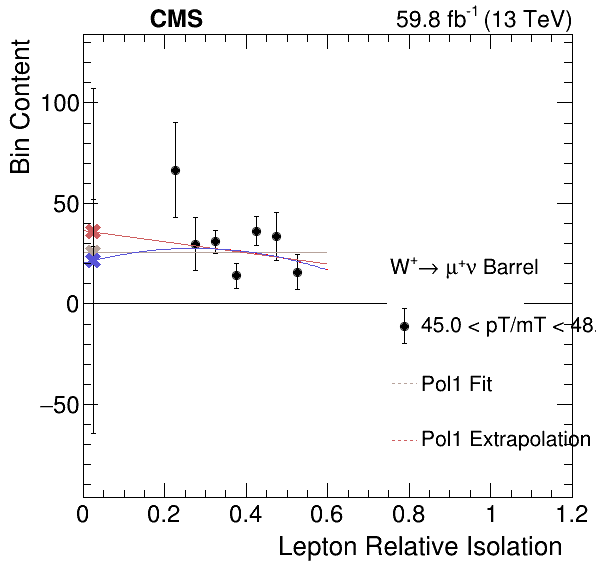 CMS
59.8 fb⁻¹ (13 TeV)
Bin Content
100
50
0
−50
W⁺→ μ⁺ν Barrel
45.0 < pT/mT < 48.
Pol1 Fit
Pol1 Extrapolation
0 0.2 0.4 0.6 0.8 1 1.2
Lepton Relative Isolation